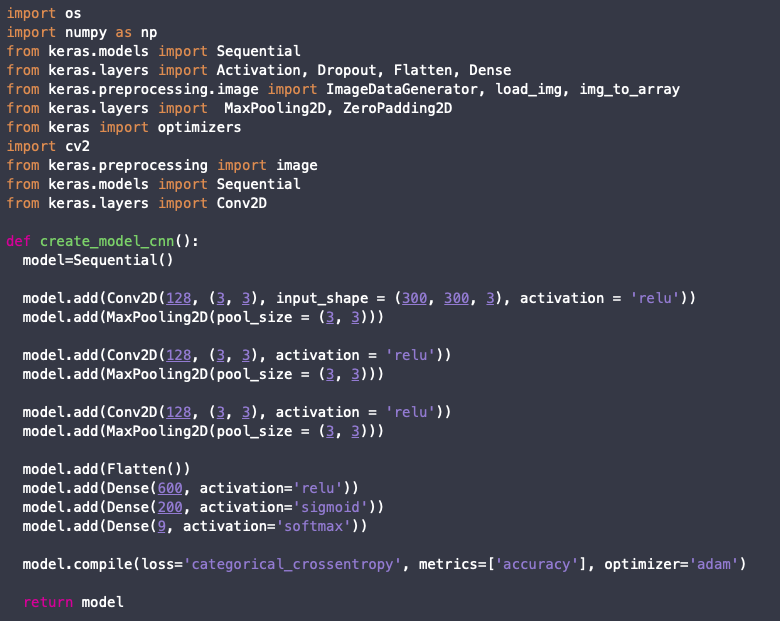 import os
import numpy as np
from keras.models import Sequential
from keras.layers import Activation, Dropout, Flatten, Dense
from keras.preprocessing.image import ImageDataGenerator, load_img, img_to_array
from keras.layers import  MaxPooling2D, ZeroPadding2D
from keras import optimizers
import cv2
from keras.preprocessing import image
from keras.models import Sequential
from keras.layers import Conv2D

def create_model_cnn():
  model=Sequential()

  model.add(Conv2D(128, (3, 3), input_shape = (300, 300, 3), activation = 'relu'))
  model.add(MaxPooling2D(pool_size = (3, 3)))

  model.add(Conv2D(128, (3, 3), activation = 'relu'))
  model.add(MaxPooling2D(pool_size = (3, 3)))

  model.add(Conv2D(128, (3, 3), activation = 'relu'))
  model.add(MaxPooling2D(pool_size = (3, 3)))

  model.add(Flatten())
  model.add(Dense(600, activation='relu'))
  model.add(Dense(200, activation='sigmoid'))
  model.add(Dense(9, activation='softmax'))

  model.compile(loss='categorical_crossentropy', metrics=['accuracy'], optimizer='adam')

  return model